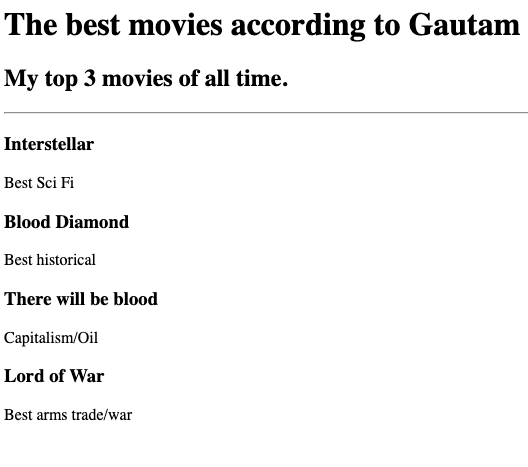 The best movies according to Gautam
My top 3 movies of all time.
Interstellar
Best Sci Fi
Blood Diamond
Best historical
There will be blood
Capitalism/Oil
Lord of War
Best arms trade/war